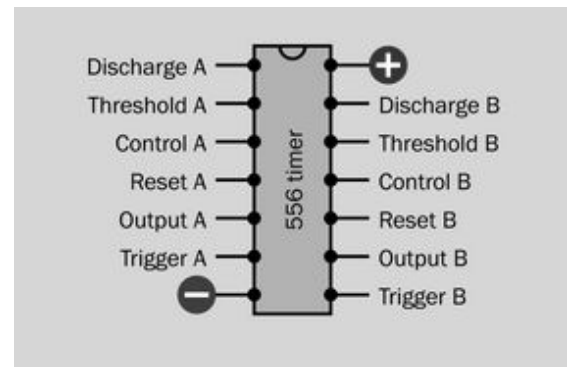 Discharge A
Threshold A
Control A
Reset A
Output A
Trigger A
−
556 timer
+
Discharge B
Threshold B
Control B
Reset B
Output B
Trigger B